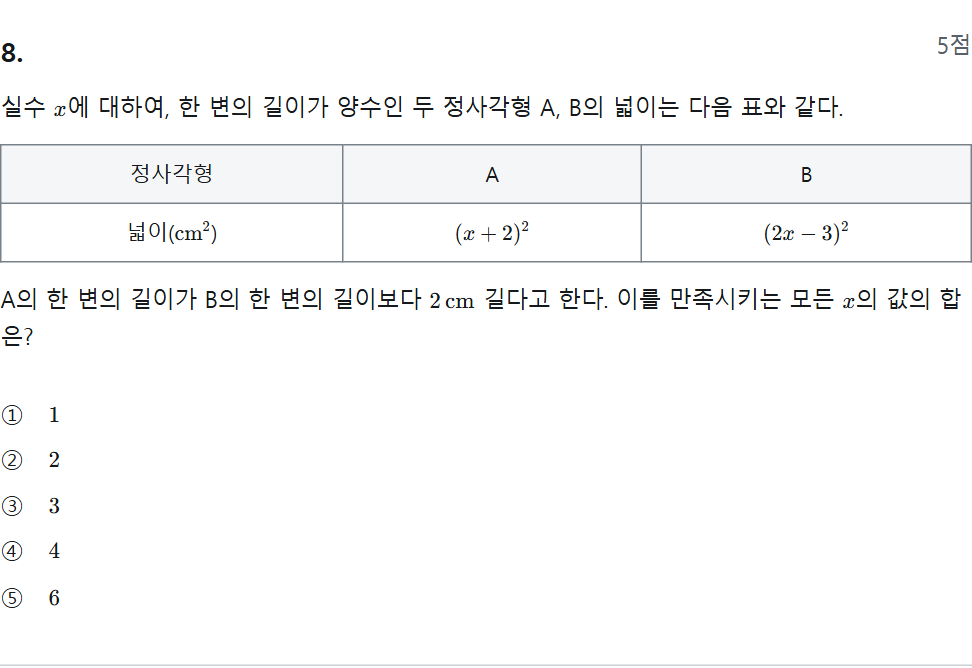 5점
8.
실수 x에 대하여, 한 변의 길이가 양수인 두 정사각형 A, B의 넓이는 다음 표와 같다.
정사각형 A B
넓이(cm²) (x + 2)² (2x − 3)²
A의 한 변의 길이가 B의 한 변의 길이보다 2 cm 길다고 한다. 이를 만족시키는 모든 x의 값의 합
은?
① 1
② 2
③ 3
④ 4
⑤ 6